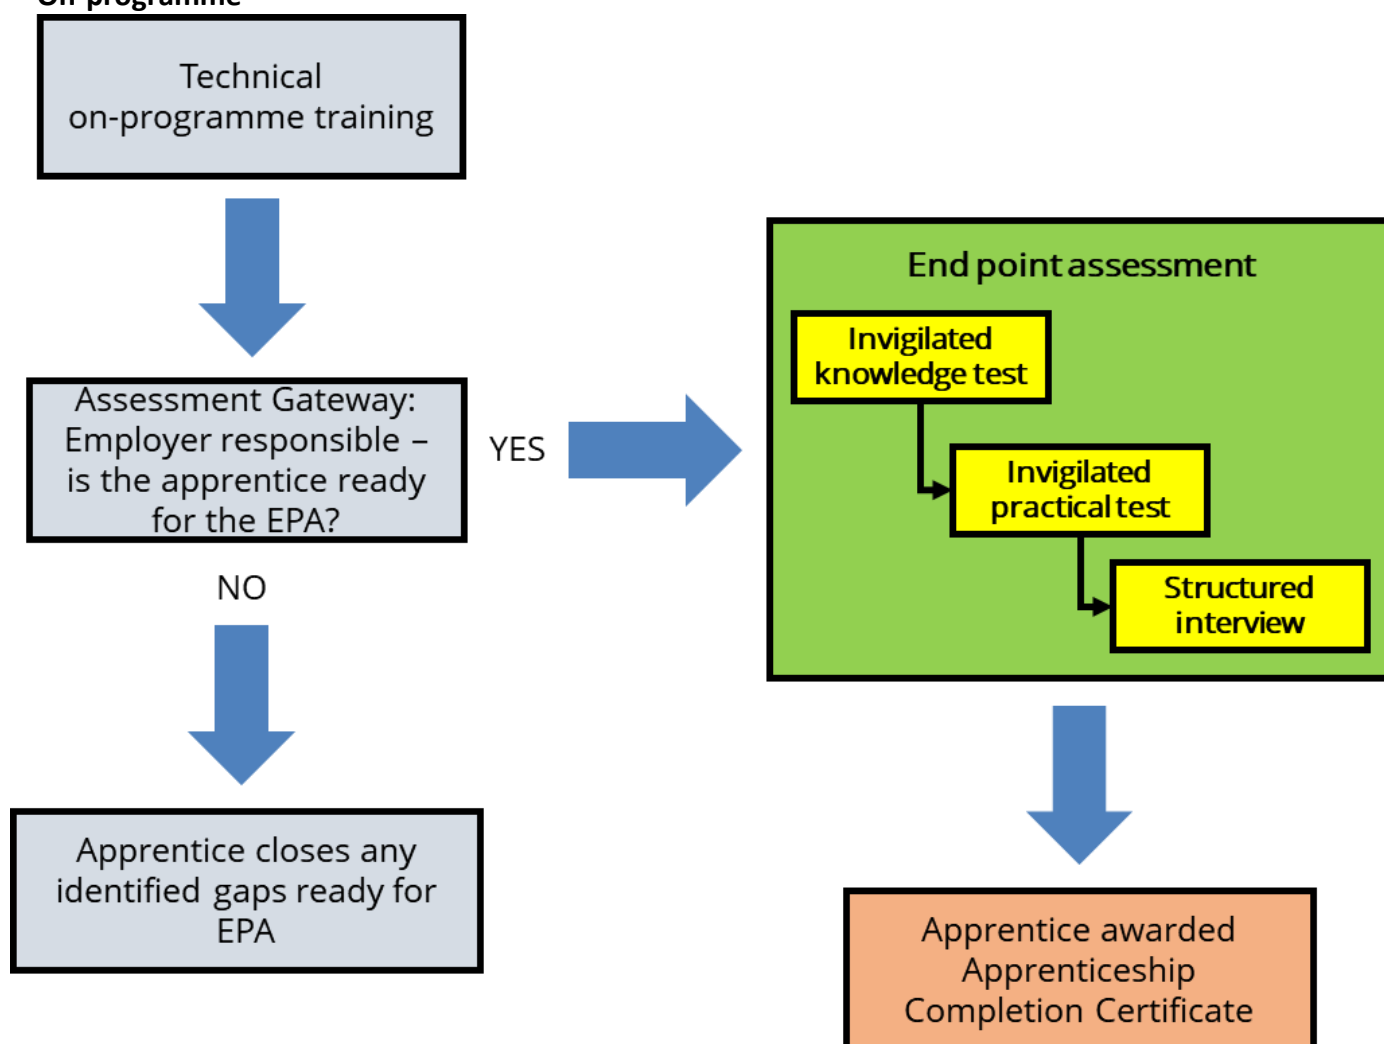 On-programme
Technical
on-programme training
Assessment Gateway:
Employer responsible –
is the apprentice ready
for the EPA?
YES
NO
Apprentice closes any
identified gaps ready for
EPA
End point assessment
Invigilated
knowledge test
Invigilated
practical test
Structured
interview
Apprentice awarded
Apprenticeship
Completion Certificate